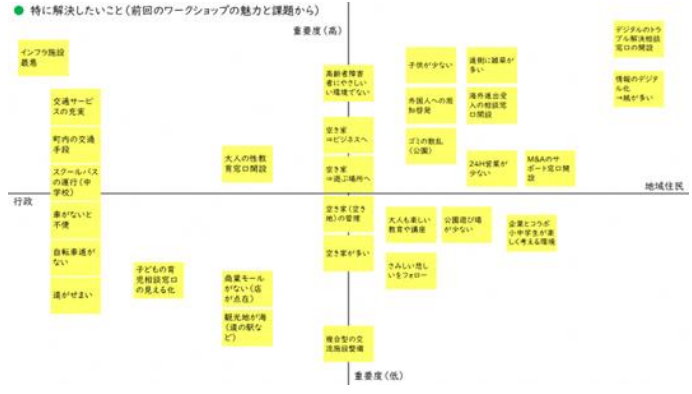 ● 特に解決したいこと(前回のワークショップの魅力と課題から)
重要度(高)
インフラ施設
最悪
交通サービ
スの充実
町内の交通
手段
スクールバス
の運行(中
学校)
大人の性教
育窓口開設
高齢者障害
者にやさし
い環境でない
空き家
⇒ビジネスへ
空き家
⇒遊ぶ場所へ
子供が少ない
道側に雑草が
多い
外国人への周
知啓発
海外進出受
入の相談窓
口開設
ゴミの散乱
(公園)
24H営業が
少ない
M&Aのサ
ポート窓口開
設
デジタルのトラ
ブル解決相談
窓口の開設
情報のデジタ
ル化
→紙が多い
行政
地域住民
車がないと
不便
自転車道が
ない
道がせまい
子どもの育
児相談窓口
の見える化
商業モール
がない(店
が点在)
観光地が海
(道の駅な
ど)
空き家(空き
地)の管理
空き家が多い
複合型の交
流施設整備
大人も楽しい
教育や講座
公園遊び場
が少ない
企業とコラボ
小中学生が楽
しく考える環境
さみしい悲し
いをフォロー
重要度(低)